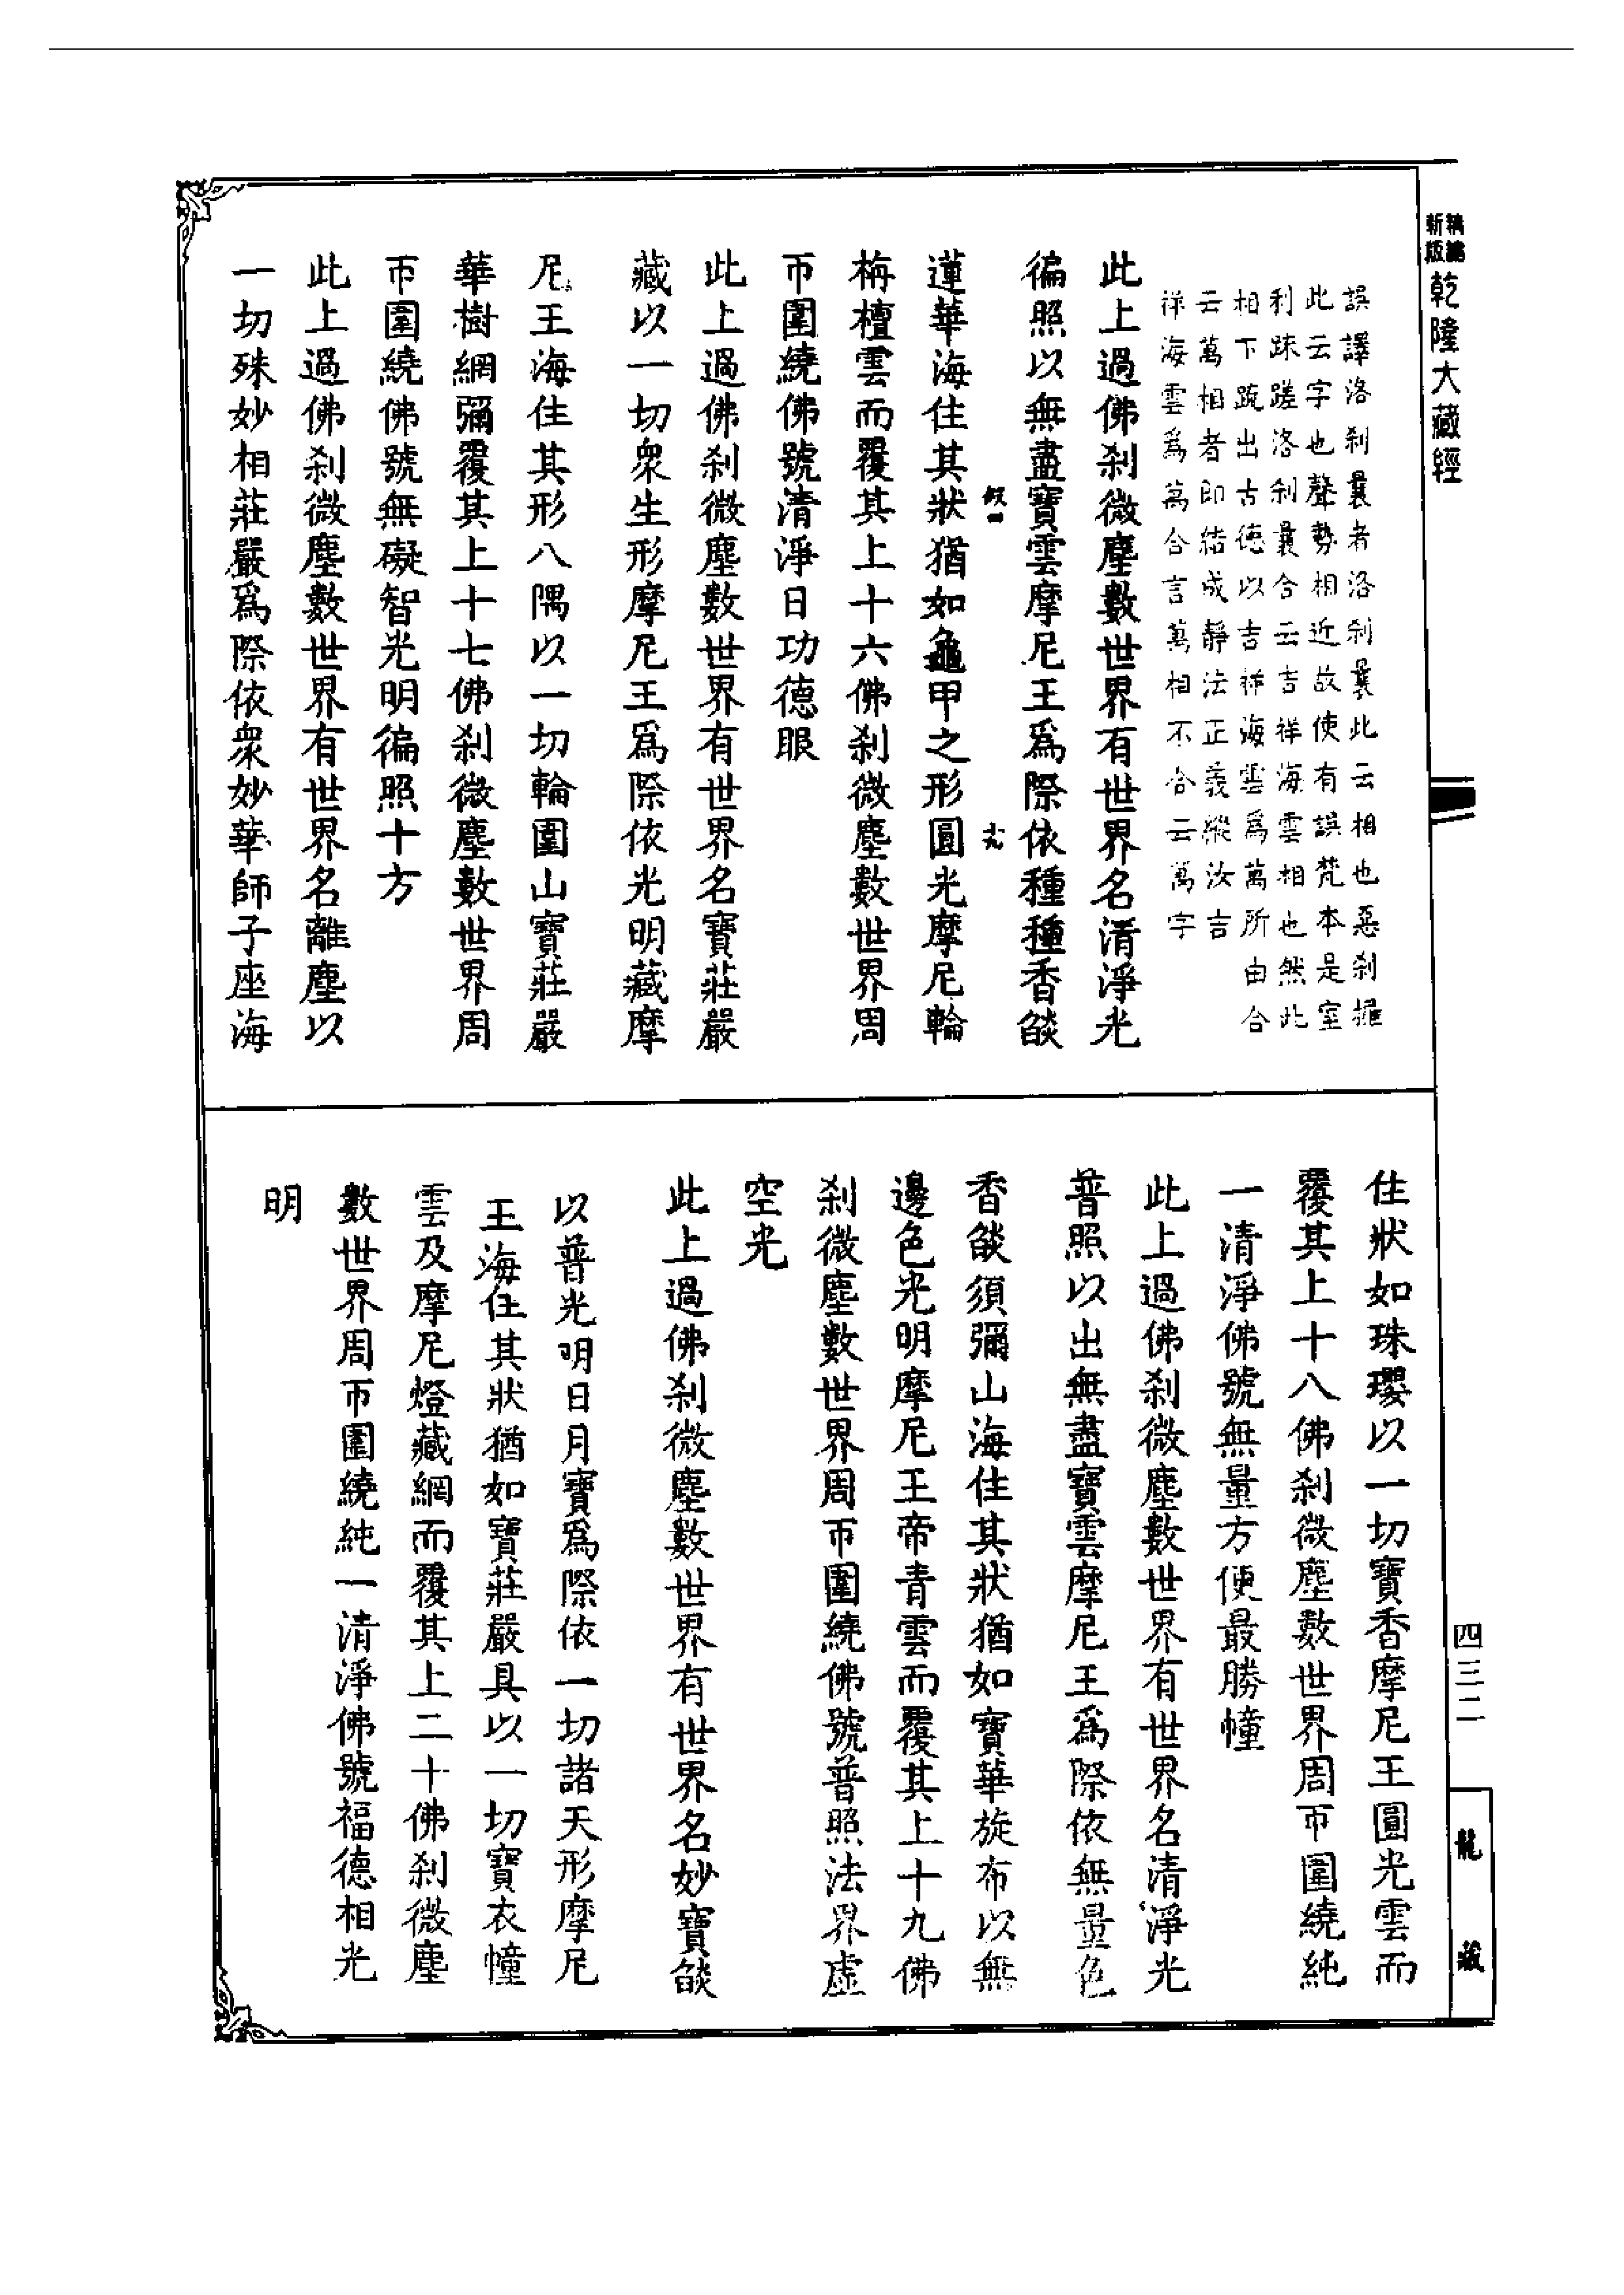 精編
新版
乾隆大藏經
誤譯洛刹曩者洛刹曩此云相也惡刹攞
此云字也聲勢相近故使有誤梵本是室
利踈蹉洛刹曩合云吉祥海雲相也然此
相下䟽出古德以吉祥海雲爲萬所由合
云萬相者即結成靜法正義縱汝吉
祥海雲爲萬合言萬相不合云萬字
此上過佛刹微塵數世界有世界名清淨光
徧照以無盡寶雲摩尼王爲際依種種香燄
蓮華海住其狀猶如龜甲之形圓光摩尼輪
栴檀雲而覆其上十六佛刹微塵數世界周
帀圍繞佛號清淨日功德眼
此上過佛刹微塵數世界有世界名寶莊嚴
藏以一切衆生形摩尼王爲際依光明藏摩
尼王海住其形八隅以一切輪圍山寶莊嚴
華樹網彌覆其上十七佛刹微塵數世界周
帀圍繞佛號無礙智光明徧照十方
此上過佛刹微塵數世界有世界名離塵以
一切殊妙相莊嚴爲際依衆妙華師子座海
住狀如珠瓔以一切寶香摩尼王圓光雲而
覆其上十八佛刹微塵數世界周帀圍繞純
一清淨佛號無量方便最勝幢
此上過佛刹微塵數世界有世界名清淨光
普照以出無盡寶雲摩尼王爲際依無量色
香燄須彌山海住其狀猶如寶華旋布以無
邊色光明摩尼王帝青雲而覆其上十九佛
刹微塵數世界周帀圍繞佛號普照法界虛
空光
此上過佛刹微塵數世界有世界名妙寶燄
以普光明日月寶爲際依一切諸天形摩尼
王海住其狀猶如寶莊嚴具以一切寶衣幢
雲及摩尼燈藏網而覆其上二十佛刹微塵
數世界周帀圍繞純一清淨佛號福德相光
明
四三二
龍藏